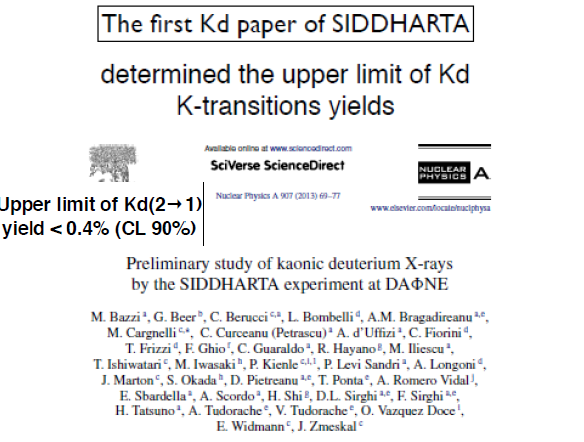 The first Kd paper of SIDDHARTA
determined the upper limit of Kd
K-transitions yields
Available online at www.sciencedirect.com
SciVerse ScienceDirect
NUCLEAR
PHYSICS A
Nuclear Physics A 907 (2013) 69–77
www.elsevier.com/locate/nuclphysa
Upper limit of Kd(2→1)
yield < 0.4% (CL 90%)
Preliminary study of kaonic deuterium X-rays
by the SIDDHARTA experiment at DAΦNE
M. Bazzi a, G. Beer b, C. Berucci c,a, L. Bombelli d, A.M. Bragadireanu a,e,
M. Cargnelli c,*, C. Curceanu (Petrascu) a A. d'Uffizi a, C. Fiorini d,
T. Frizzi d, F. Ghio f, C. Guaraldo a, R. Hayano g, M. Iliescu a,
T. Ishiwatari c, M. Iwasaki h, P. Kienle c,i,1, P. Levi Sandri a, A. Longoni d,
J. Marton c, S. Okada h, D. Pietreanu a,e, T. Ponta e, A. Romero Vidal j,
E. Sbardella a, A. Scordo a, H. Shi g, D.L. Sirghi a,e, F. Sirghi a,e,
H. Tatsuno a, A. Tudorache e, V. Tudorache e, O. Vazquez Doce i,
E. Widmann c, J. Zmeskal c